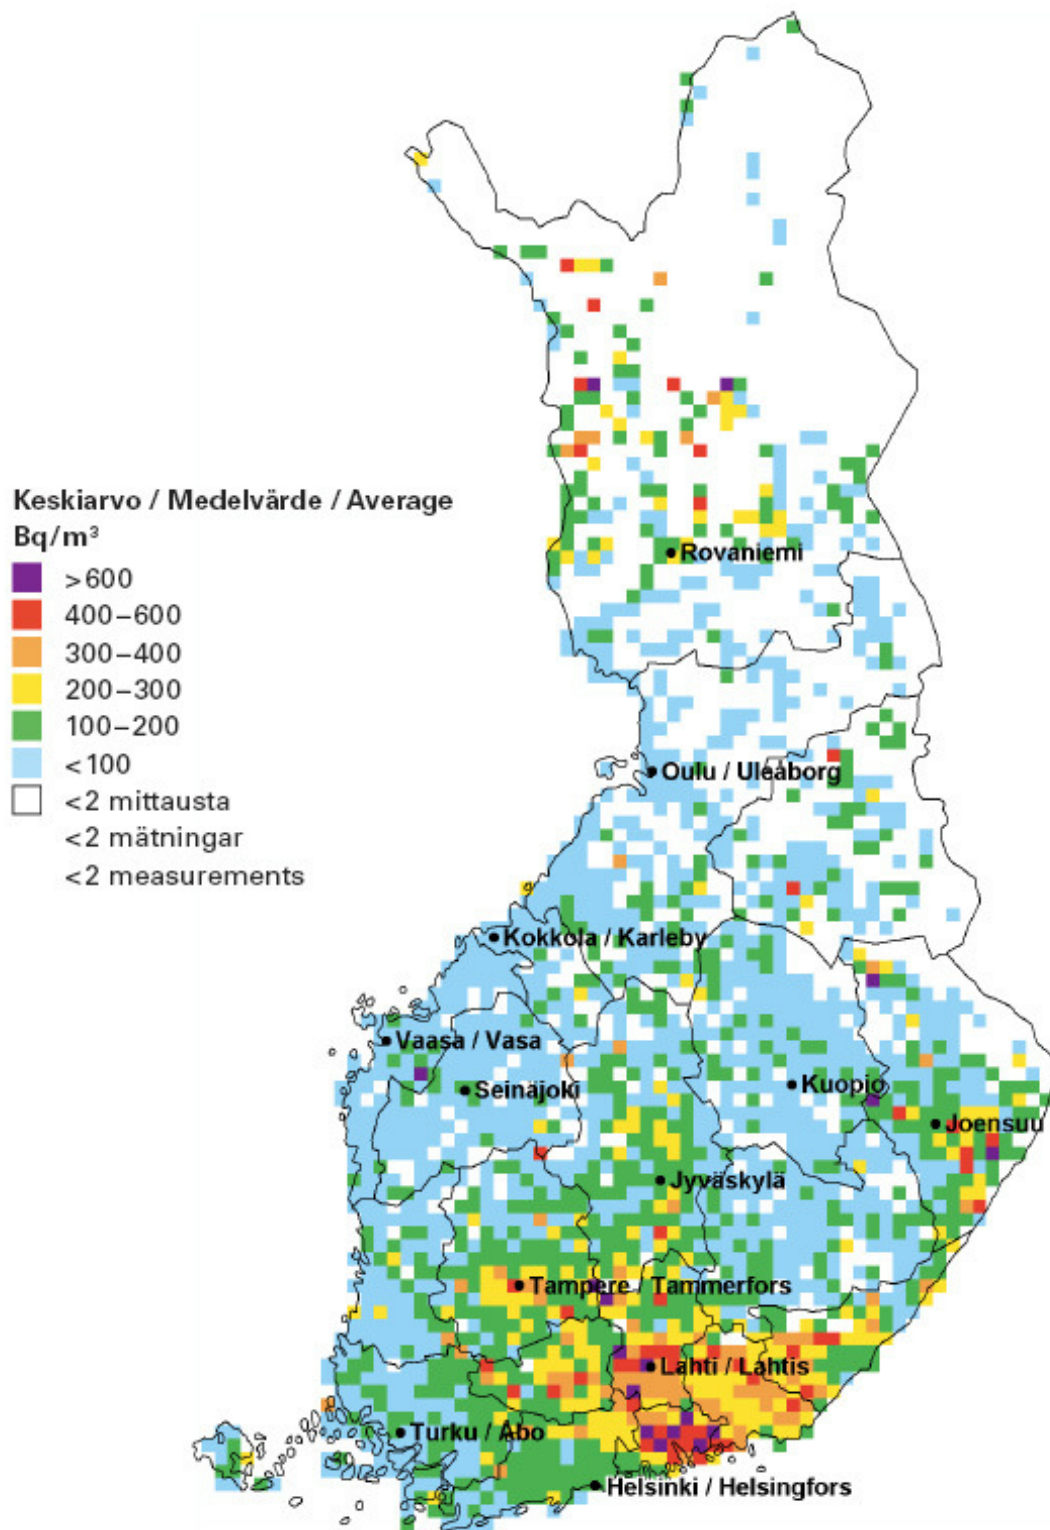 Keskiarvo / Medelvärde / Average
Bq/m³
>600
400–600
300–400
200–300
100–200
<100
<2 mittausta
<2 mätningar
<2 measurements
Rovaniemi
Oulu / Uleåborg
Kokkola / Karleby
Vaasa / Vasa
Seinäjoki
Kuopio
Joensuu
Jyväskylä
Tampere / Tammerfors
Lahti / Lahtis
Turku / Åbo
Helsinki / Helsingfors